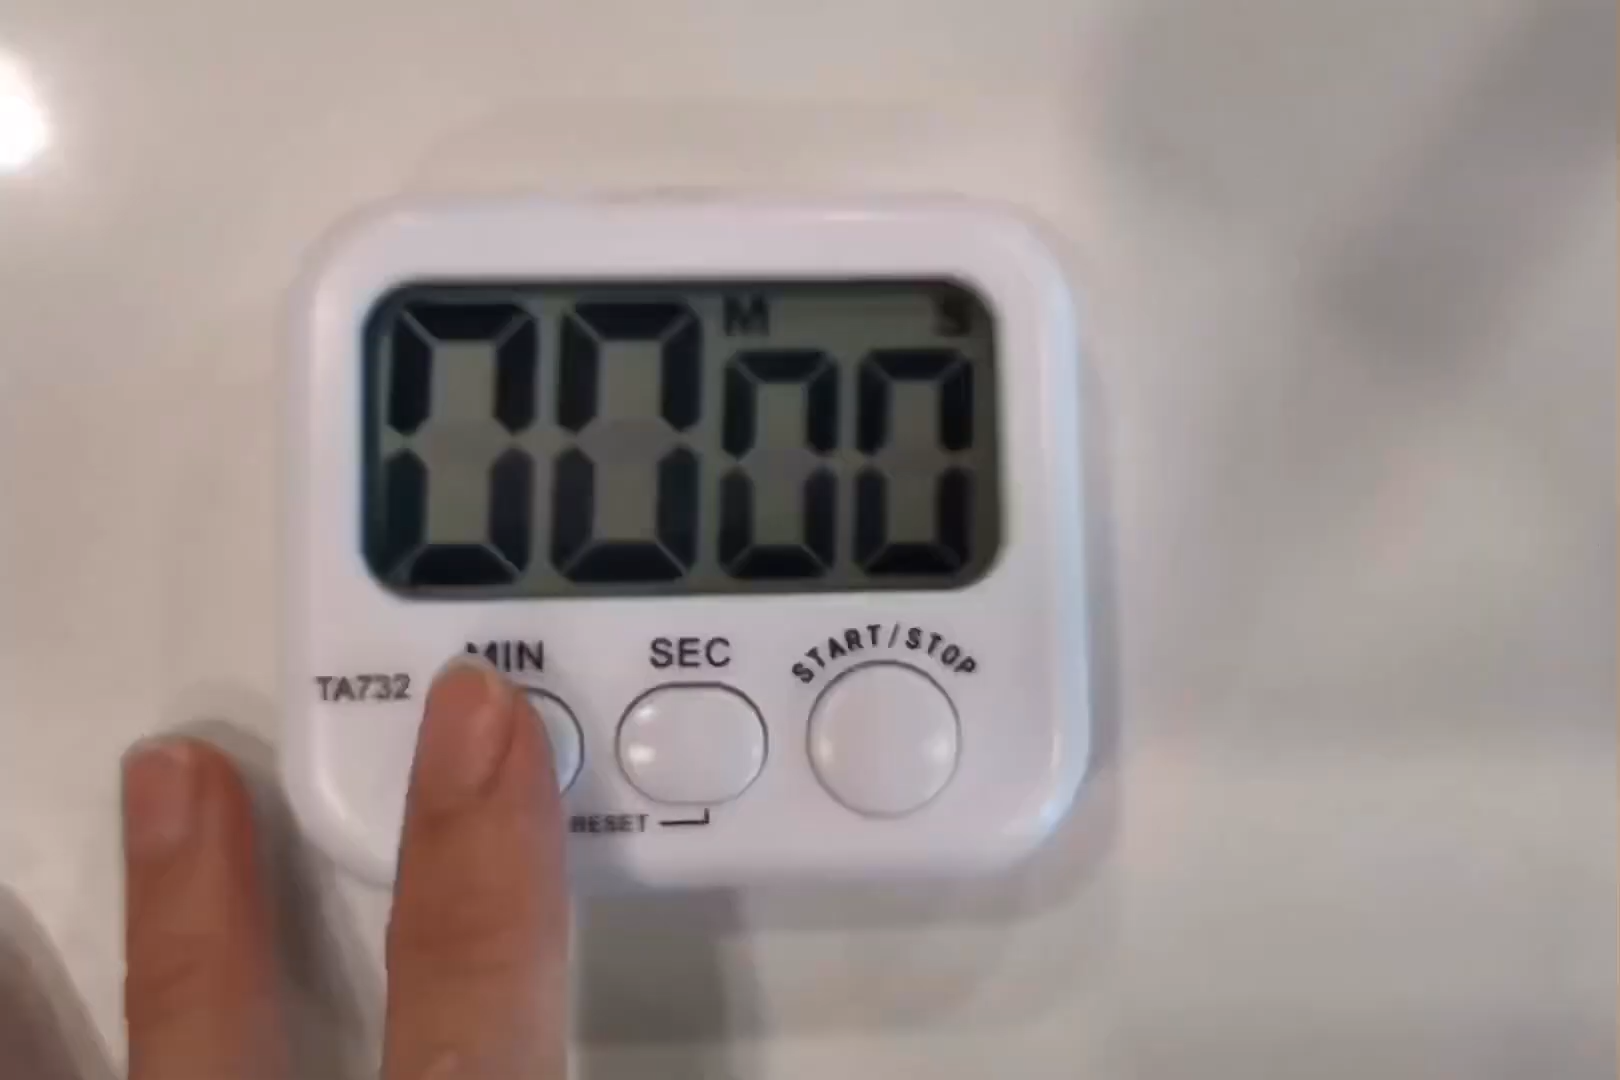 M S
00 00
MIN SEC START/STOP
TA732
RESET